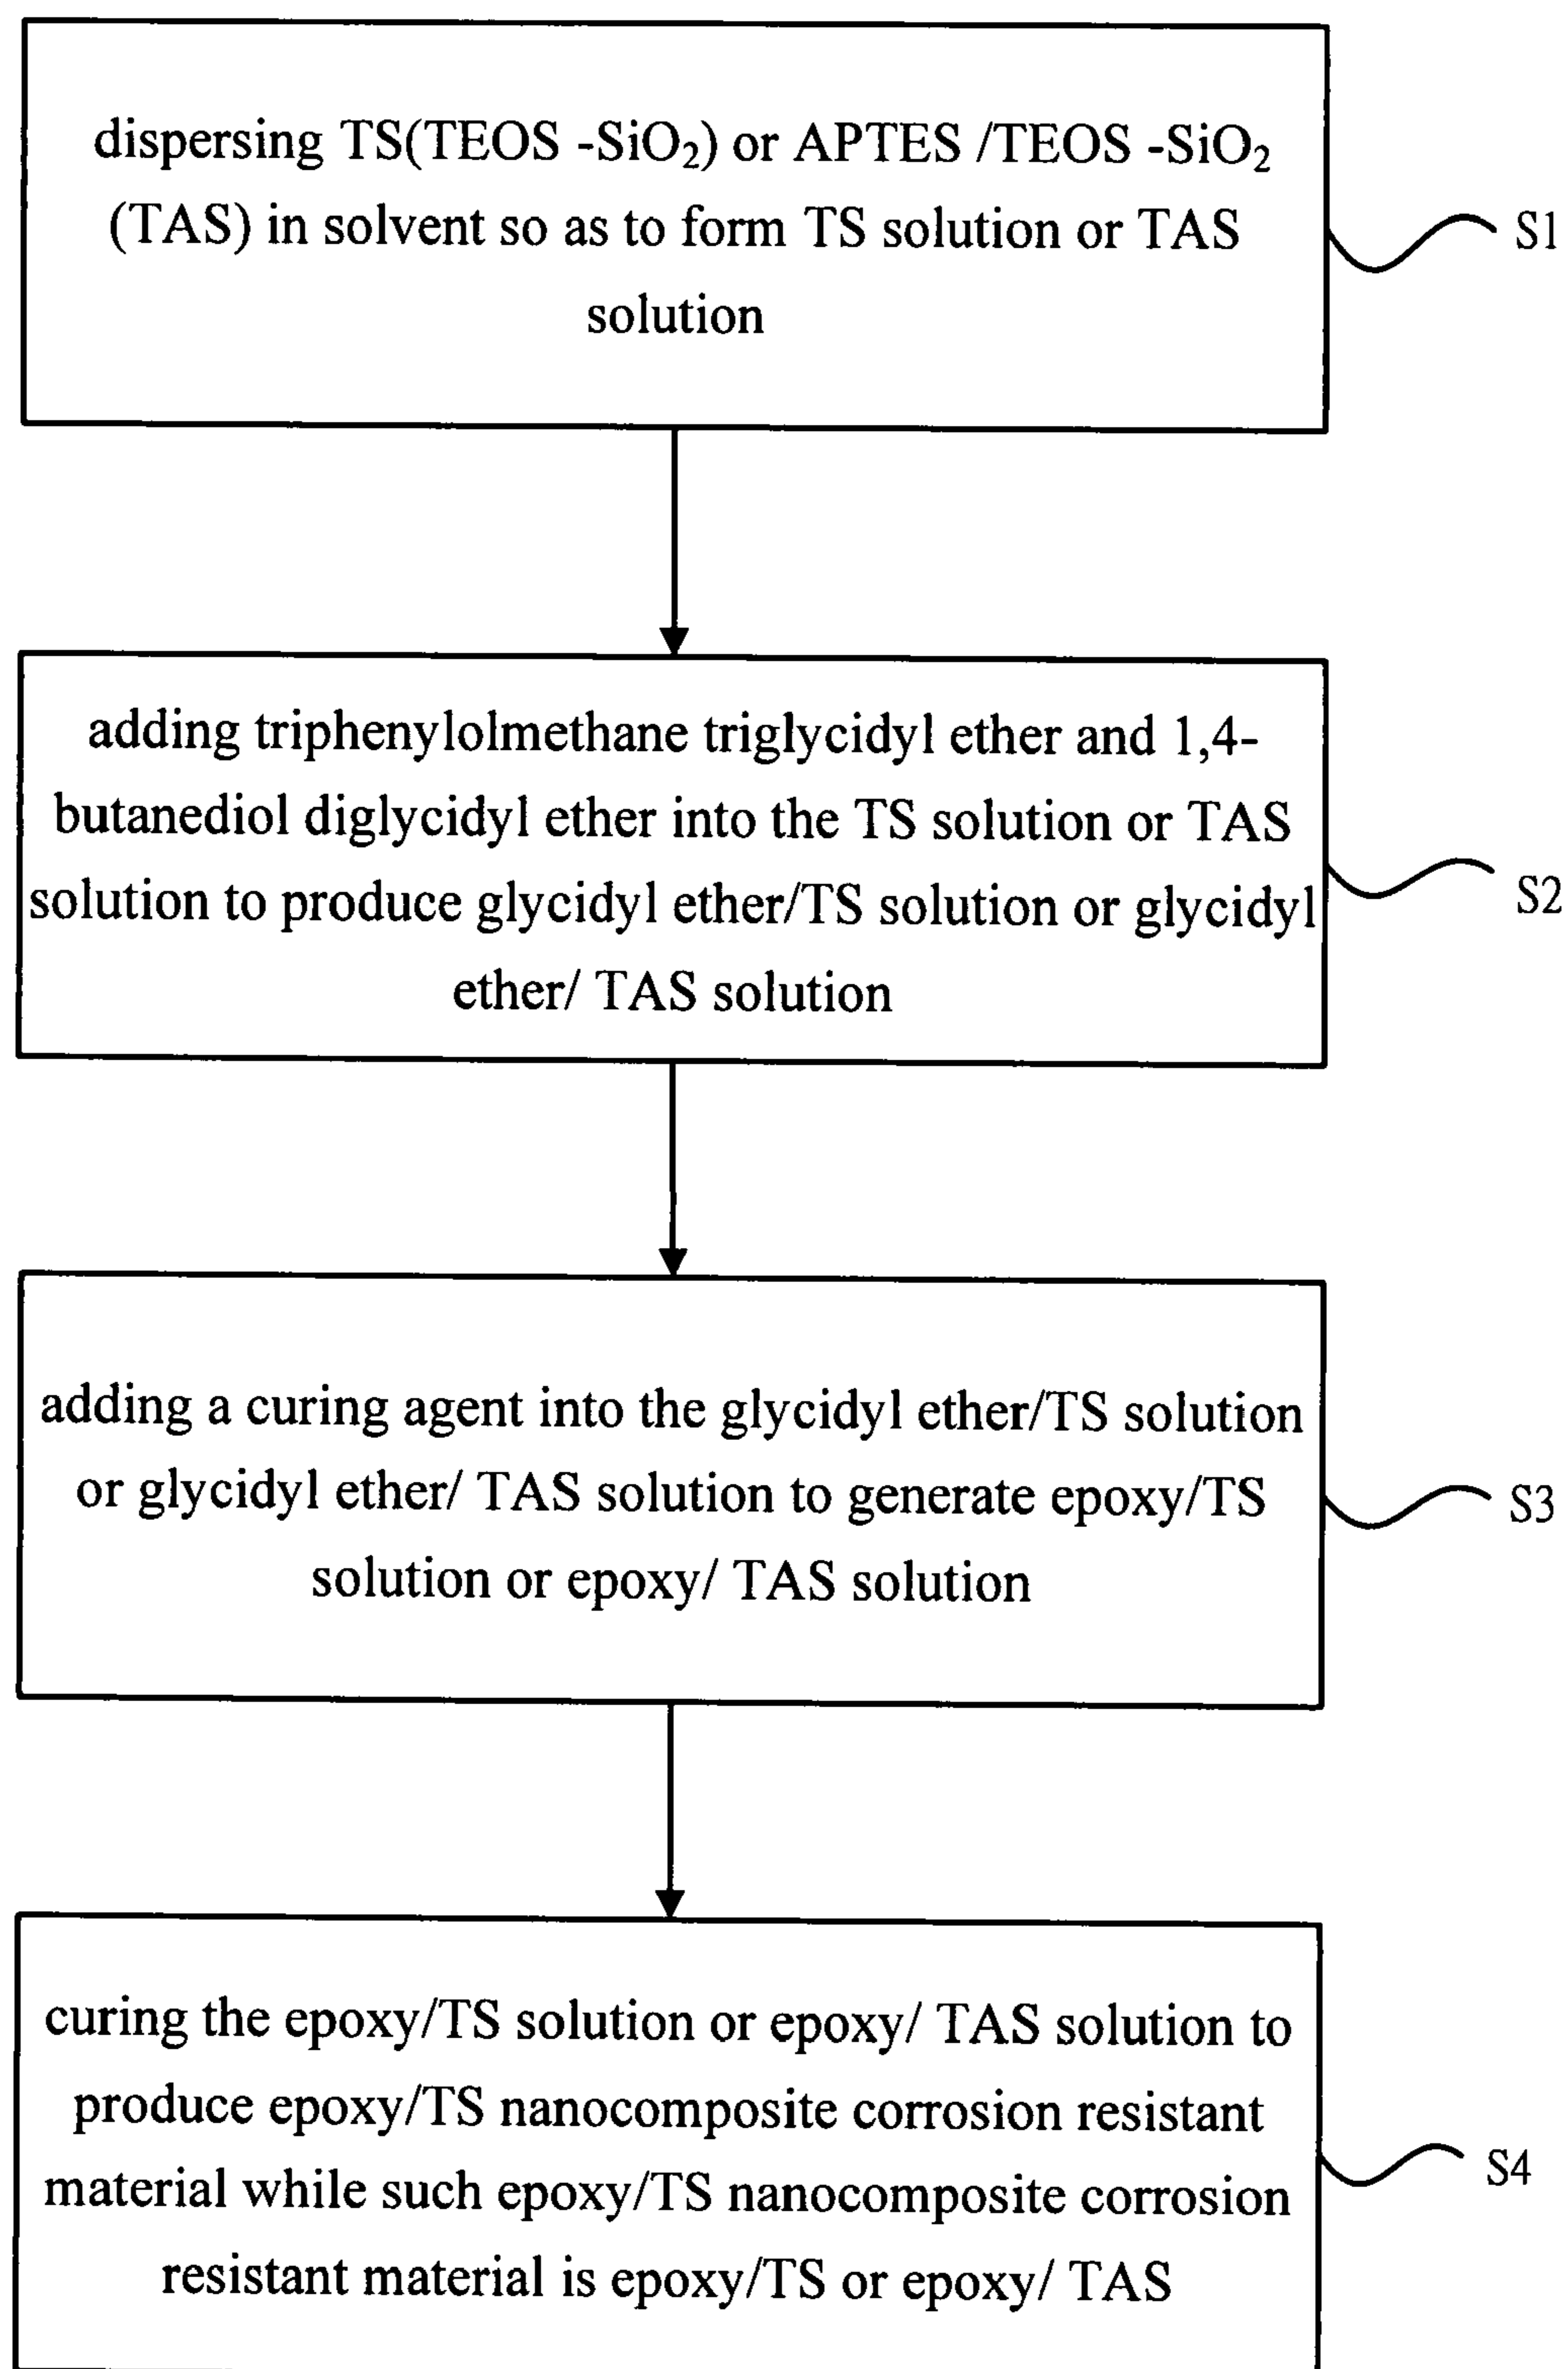 dispersing TS(TEOS -SiO₂) or APTES /TEOS -SiO₂
(TAS) in solvent so as to form TS solution or TAS
solution
S1
adding triphenylolmethane triglycidyl ether and 1,4-
butanediol diglycidyl ether into the TS solution or TAS
solution to produce glycidyl ether/TS solution or glycidyl
ether/ TAS solution
S2
adding a curing agent into the glycidyl ether/TS solution
or glycidyl ether/ TAS solution to generate epoxy/TS
solution or epoxy/ TAS solution
S3
curing the epoxy/TS solution or epoxy/ TAS solution to
produce epoxy/TS nanocomposite corrosion resistant
material while such epoxy/TS nanocomposite corrosion
resistant material is epoxy/TS or epoxy/ TAS
S4